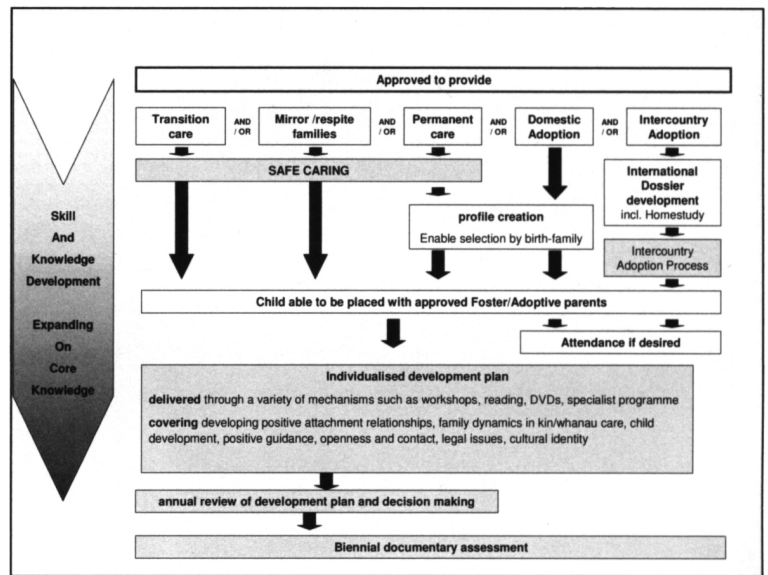 Approved to provide
Transition
care
AND
/ OR
Mirror /respite
families
AND
/ OR
Permanent
care
AND
/ OR
Domestic
Adoption
AND
/ OR
Intercountry
Adoption
SAFE CARING
International
Dossier
development
incl. Homestudy
profile creation
Enable selection by birth-family
Intercountry
Adoption Process
Child able to be placed with approved Foster/Adoptive parents
Attendance if desired
Skill
And
Knowledge
Development
Expanding
On
Core
Knowledge
Individualised development plan
delivered through a variety of mechanisms such as workshops, reading, DVDs, specialist programme
covering developing positive attachment relationships, family dynamics in kin/whanau care, child
development, positive guidance, openness and contact, legal issues, cultural identity
annual review of development plan and decision making
Biennial documentary assessment